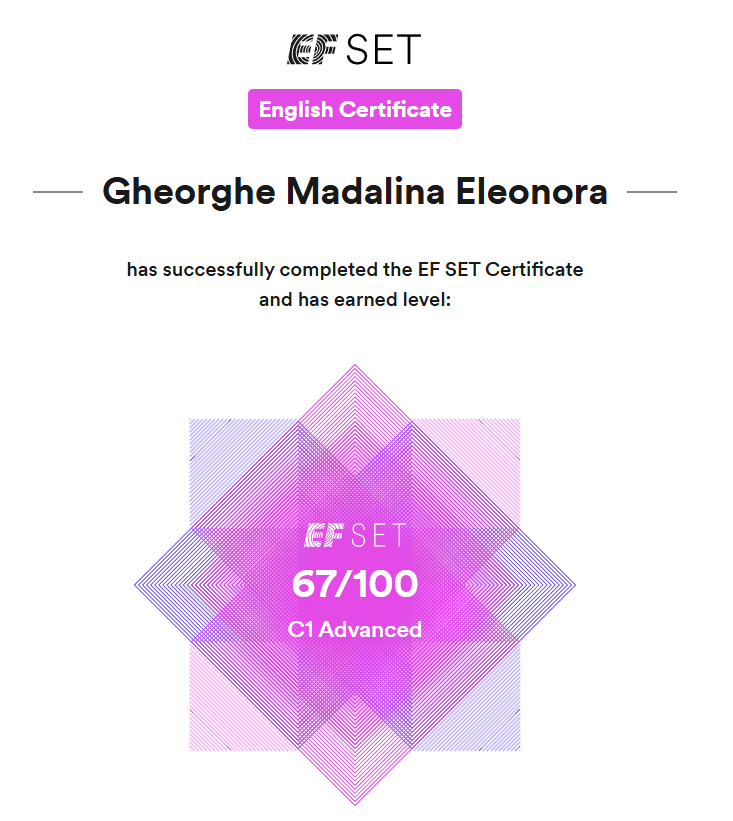 EF SET
English Certificate
Gheorghe Madalina Eleonora
has successfully completed the EF SET Certificate
and has earned level:
EF SET
67/100
C1 Advanced